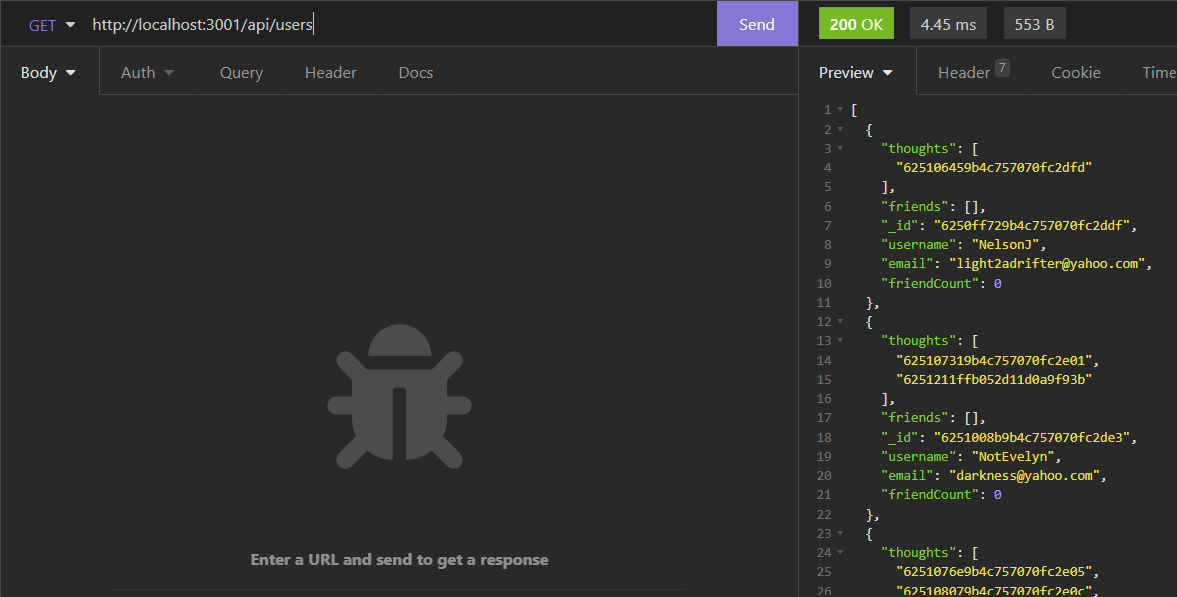 GET http://localhost:3001/api/users Send 200 OK 4.45 ms 553 B
Body Auth Query Header Docs Preview Header 7 Cookie Time
1 [
2 {
3 "thoughts": [
4 "625106459b4c757070fc2dfd"
5 ],
6 "friends": [],
7 "_id": "6250ff729b4c757070fc2ddf",
8 "username": "NelsonJ",
9 "email": "light2adrifter@yahoo.com",
10 "friendCount": 0
11 },
12 {
13 "thoughts": [
14 "625107319b4c757070fc2e01",
15 "6251211ffb052d11d0a9f93b"
16 ],
17 "friends": [],
18 "_id": "6251008b9b4c757070fc2de3",
19 "username": "NotEvelyn",
20 "email": "darkness@yahoo.com",
21 "friendCount": 0
22 },
23 {
24 "thoughts": [
25 "6251076e9b4c757070fc2e05",
26 "625108079b4c757070fc2e0c",
Enter a URL and send to get a response